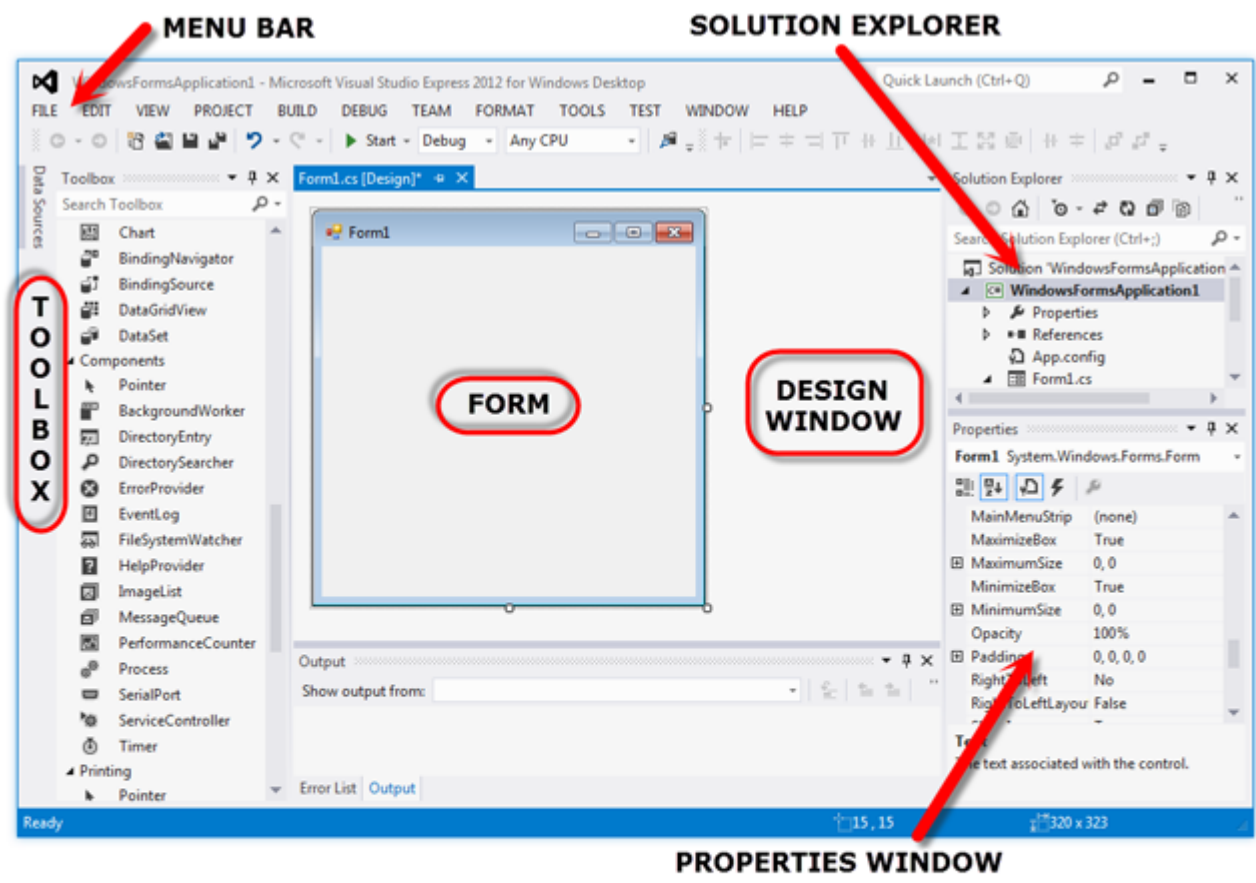 MENU BAR
SOLUTION EXPLORER
WindowsFormsApplication1 - Microsoft Visual Studio Express 2012 for Windows Desktop
Quick Launch (Ctrl+Q)
FILE EDIT VIEW PROJECT BUILD DEBUG TEAM FORMAT TOOLS TEST WINDOW HELP
Start Debug Any CPU
Data Sources
Toolbox
Search Toolbox
Chart
BindingNavigator
BindingSource
DataGridView
DataSet
Components
Pointer
BackgroundWorker
DirectoryEntry
DirectorySearcher
ErrorProvider
EventLog
FileSystemWatcher
HelpProvider
ImageList
MessageQueue
PerformanceCounter
Process
SerialPort
ServiceController
Timer
Printing
Pointer
TOOLBOX
Form1.cs [Design]*
Form1
FORM
DESIGN
WINDOW
Output
Show output from:
Error List Output
Solution Explorer
Search Solution Explorer (Ctrl+;)
Solution 'WindowsFormsApplication
WindowsFormsApplication1
Properties
References
App.config
Form1.cs
Properties
Form1 System.Windows.Forms.Form
MainMenuStrip (none)
MaximizeBox True
MaximumSize 0, 0
MinimizeBox True
MinimumSize 0, 0
Opacity 100%
Padding 0, 0, 0, 0
RightToLeft No
RightToLeftLayou False
Text
The text associated with the control.
Ready
15 , 15
320 x 323
PROPERTIES WINDOW